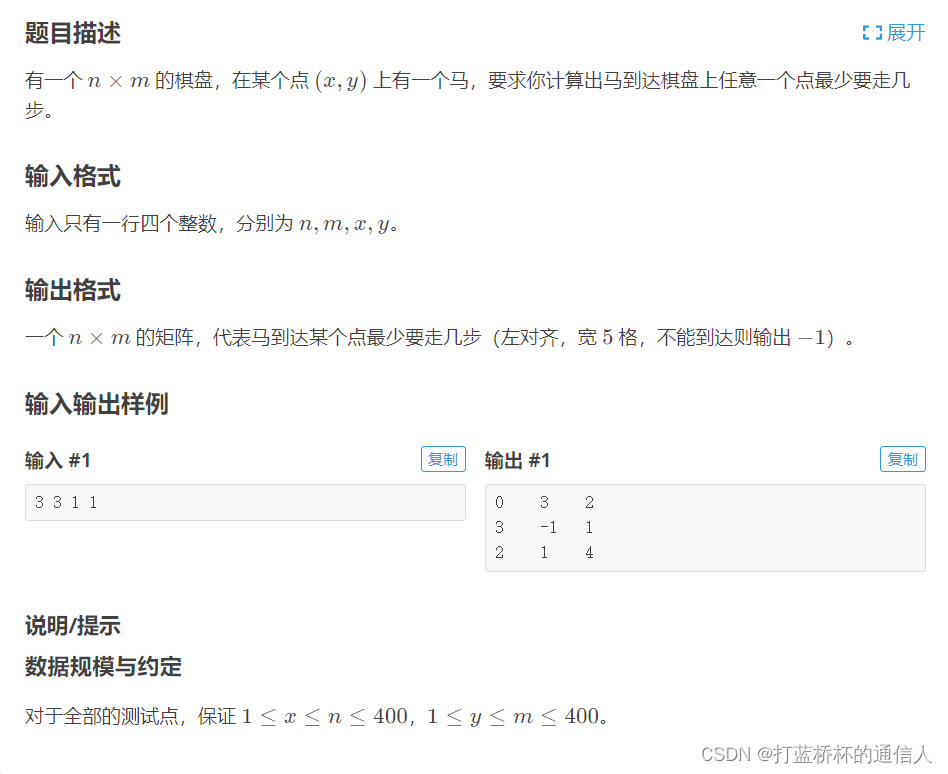 题目描述
展开
有一个 n × m 的棋盘，在某个点 (x, y) 上有一个马，要求你计算出马到达棋盘上任意一个点最少要走几
步。
输入格式
输入只有一行四个整数，分别为 n, m, x, y。
输出格式
一个 n × m 的矩阵，代表马到达某个点最少要走几步（左对齐，宽 5 格，不能到达则输出 −1）。
输入输出样例
输入 #1
复制
3 3 1 1
输出 #1
复制
0    3    2
3    -1   1
2    1    4
说明/提示
数据规模与约定
对于全部的测试点，保证 1 ≤ x ≤ n ≤ 400，1 ≤ y ≤ m ≤ 400。
CSDN @打蓝桥杯的通信人